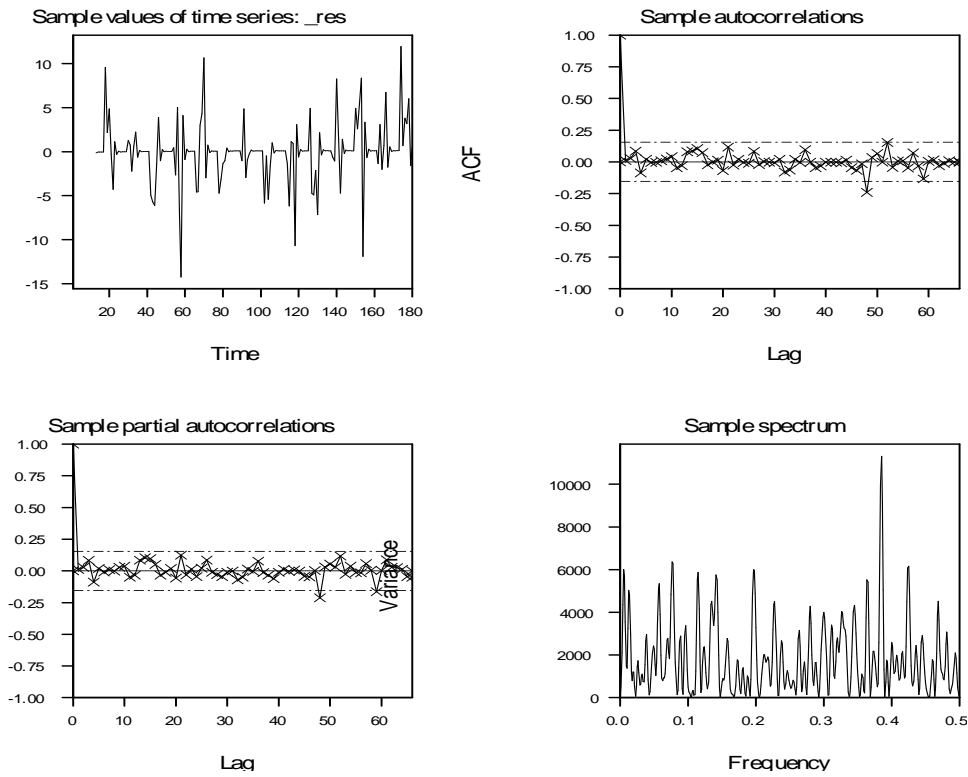 Sample values of time series: _res
10
5
0
-5
-10
-15
20 40 60 80 100 120 140 160 180
Time
Sample autocorrelations
1.00
0.75
0.50
0.25
0.00
-0.25
-0.50
-0.75
-1.00
ACF
0 10 20 30 40 50 60
Lag
Sample partial autocorrelations
1.00
0.75
0.50
0.25
0.00
-0.25
-0.50
-0.75
-1.00
0 10 20 30 40 50 60
Lag
Sample spectrum
Variance
10000
8000
6000
4000
2000
0
0.0 0.1 0.2 0.3 0.4 0.5
Frequency